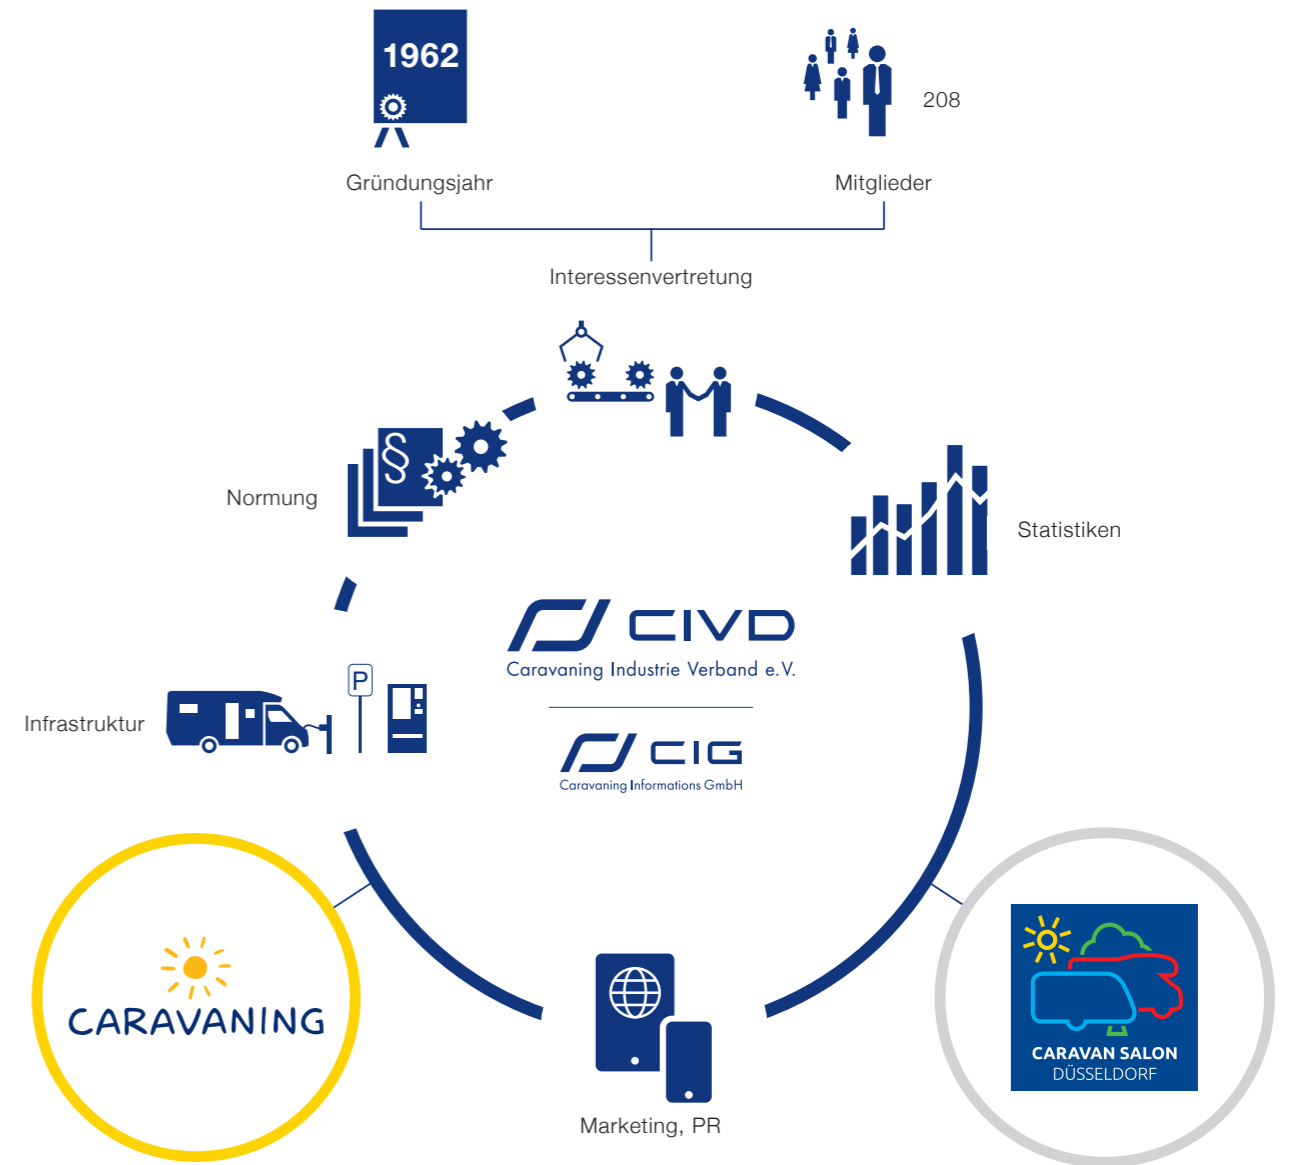 1962
208
Gründungsjahr
Mitglieder
Interessenvertretung
§
Normung
Statistiken
CIVD
Caravaning Industrie Verband e.V.
P
Infrastruktur
CIG
Caravaning Informations GmbH
CARAVANING
CARAVAN SALON
DÜSSELDORF
Marketing, PR